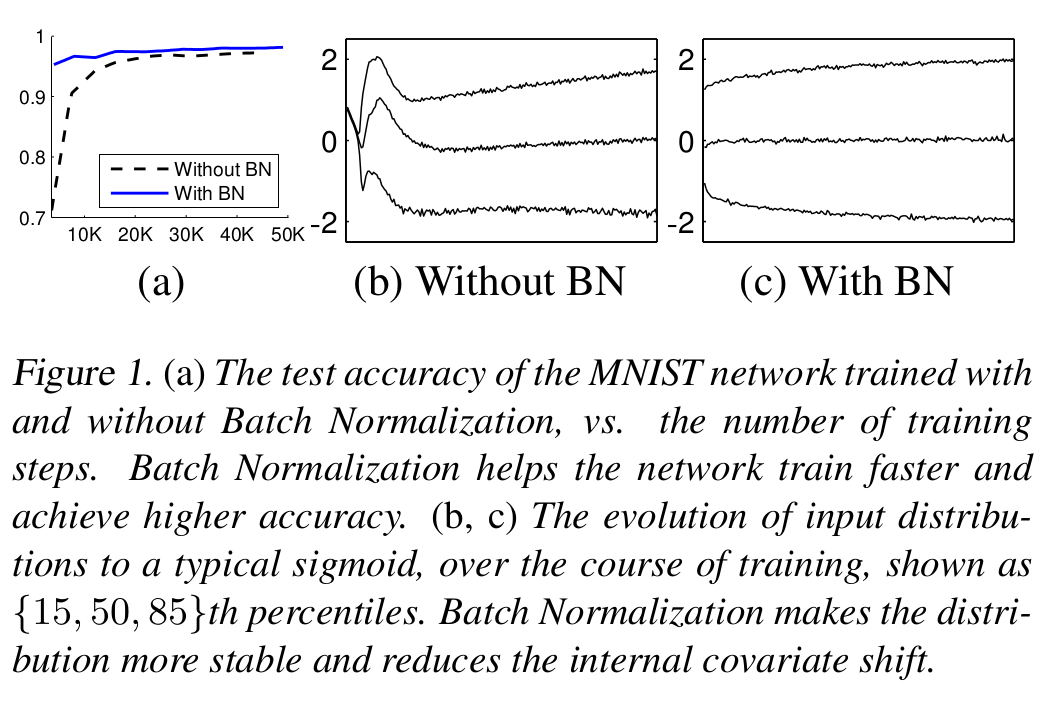 1
0.9
0.8
0.7
10K 20K 30K 40K 50K
Without BN
With BN
(a)
2
0
-2
(b) Without BN
2
0
-2
(c) With BN
Figure 1. (a) The test accuracy of the MNIST network trained with
and without Batch Normalization, vs. the number of training
steps. Batch Normalization helps the network train faster and
achieve higher accuracy. (b, c) The evolution of input distribu-
tions to a typical sigmoid, over the course of training, shown as
{15, 50, 85}th percentiles. Batch Normalization makes the distri-
bution more stable and reduces the internal covariate shift.